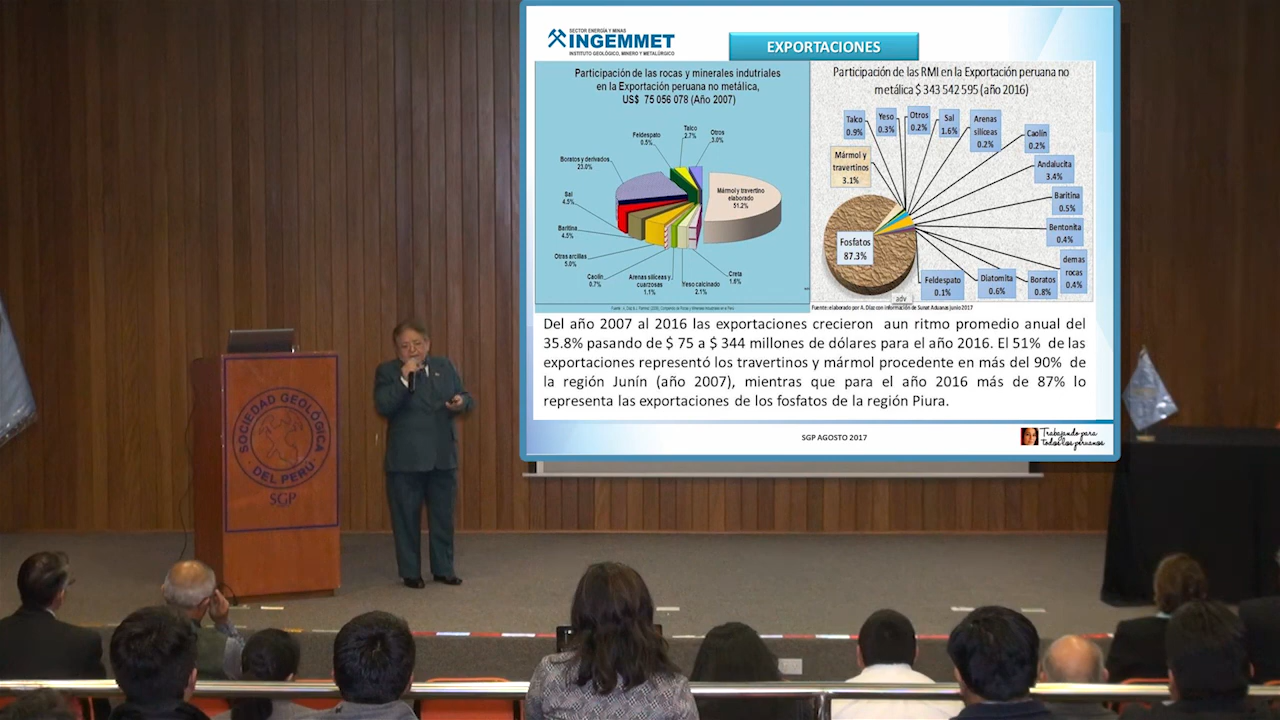 SECTOR ENERGÍA Y MINAS
INGEMMET
INSTITUTO GEOLÓGICO, MINERO Y METALÚRGICO
EXPORTACIONES
Participación de las rocas y minerales indutriales
en la Exportación peruana no metálica,
US$ 75 056 078 (Año 2007)
Feldespato
0.5%
Talco
2.7%
Otros
3.0%
Boratos y derivados
23.0%
Mármol y travertino
elaborado
51.2%
Sal
4.5%
Baritina
4.5%
Otras arcillas
5.0%
Caolín
0.7%
Arenas silíceas y
cuarzosas
1.1%
Yeso calcinado
2.1%
Creta
1.6%
Participación de las RMI en la Exportación peruana no
metálica $ 343 542 595 (año 2016)
Talco
0.9%
Yeso
0.3%
Otros
0.2%
Sal
1.6%
Arenas
silíceas
0.2%
Caolín
0.2%
Mármol y
travertinos
3.1%
Andalucita
3.4%
Baritina
0.5%
Bentonita
0.4%
Fosfatos
87.3%
demas
rocas
0.4%
Feldespato
0.1%
Diatomita
0.6%
Boratos
0.8%
adv
Fuente: elaborado por A. Díaz con información de Sunat Aduanas junio 2017
Del año 2007 al 2016 las exportaciones crecieron aun ritmo promedio anual del
35.8% pasando de $ 75 a $ 344 millones de dólares para el año 2016. El 51% de las
exportaciones representó los travertinos y mármol procedente en más del 90% de
la región Junín (año 2007), mientras que para el año 2016 más de 87% lo
representa las exportaciones de los fosfatos de la región Piura.
SGP AGOSTO 2017
Trabajando para
todos los peruanos
SOCIEDAD GEOLÓGICA
DEL PERÚ
SGP